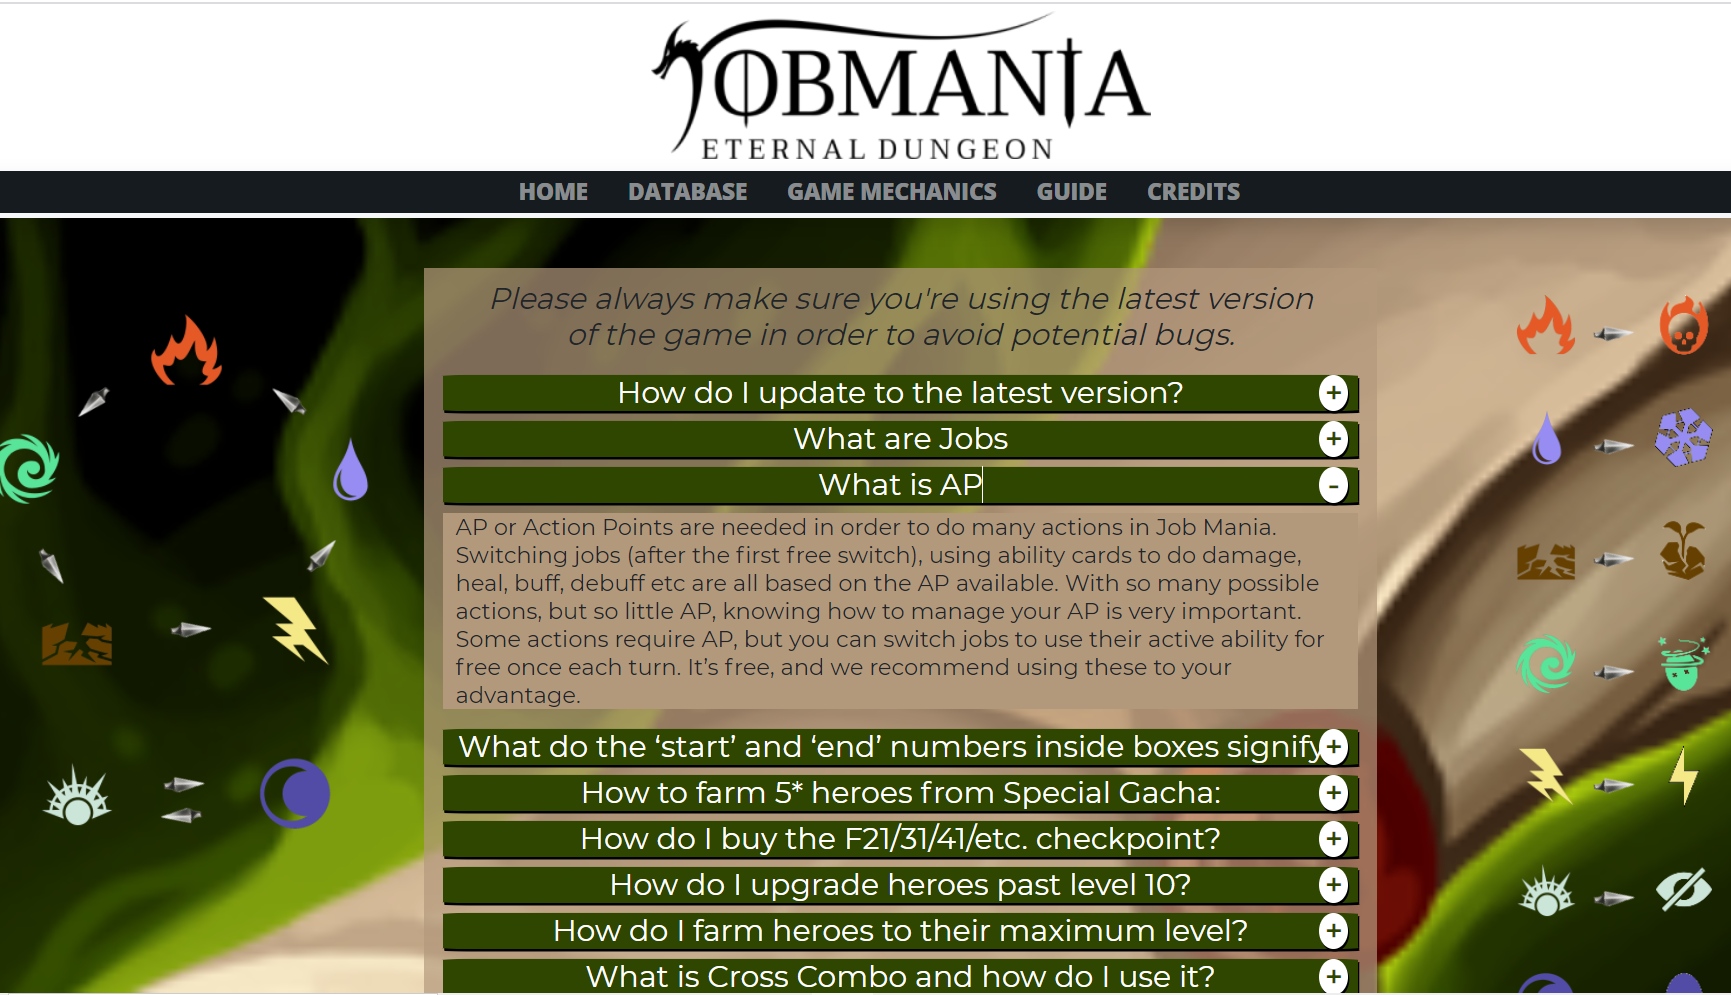 JOBMANIA
ETERNAL DUNGEON
HOME DATABASE GAME MECHANICS GUIDE CREDITS
Please always make sure you're using the latest version
of the game in order to avoid potential bugs.
How do I update to the latest version? +
What are Jobs +
What is AP -
AP or Action Points are needed in order to do many actions in Job Mania.
Switching jobs (after the first free switch), using ability cards to do damage,
heal, buff, debuff etc are all based on the AP available. With so many possible
actions, but so little AP, knowing how to manage your AP is very important.
Some actions require AP, but you can switch jobs to use their active ability for
free once each turn. It’s free, and we recommend using these to your
advantage.
What do the ‘start’ and ‘end’ numbers inside boxes signify +
How to farm 5* heroes from Special Gacha: +
How do I buy the F21/31/41/etc. checkpoint? +
How do I upgrade heroes past level 10? +
How do I farm heroes to their maximum level? +
What is Cross Combo and how do I use it? +